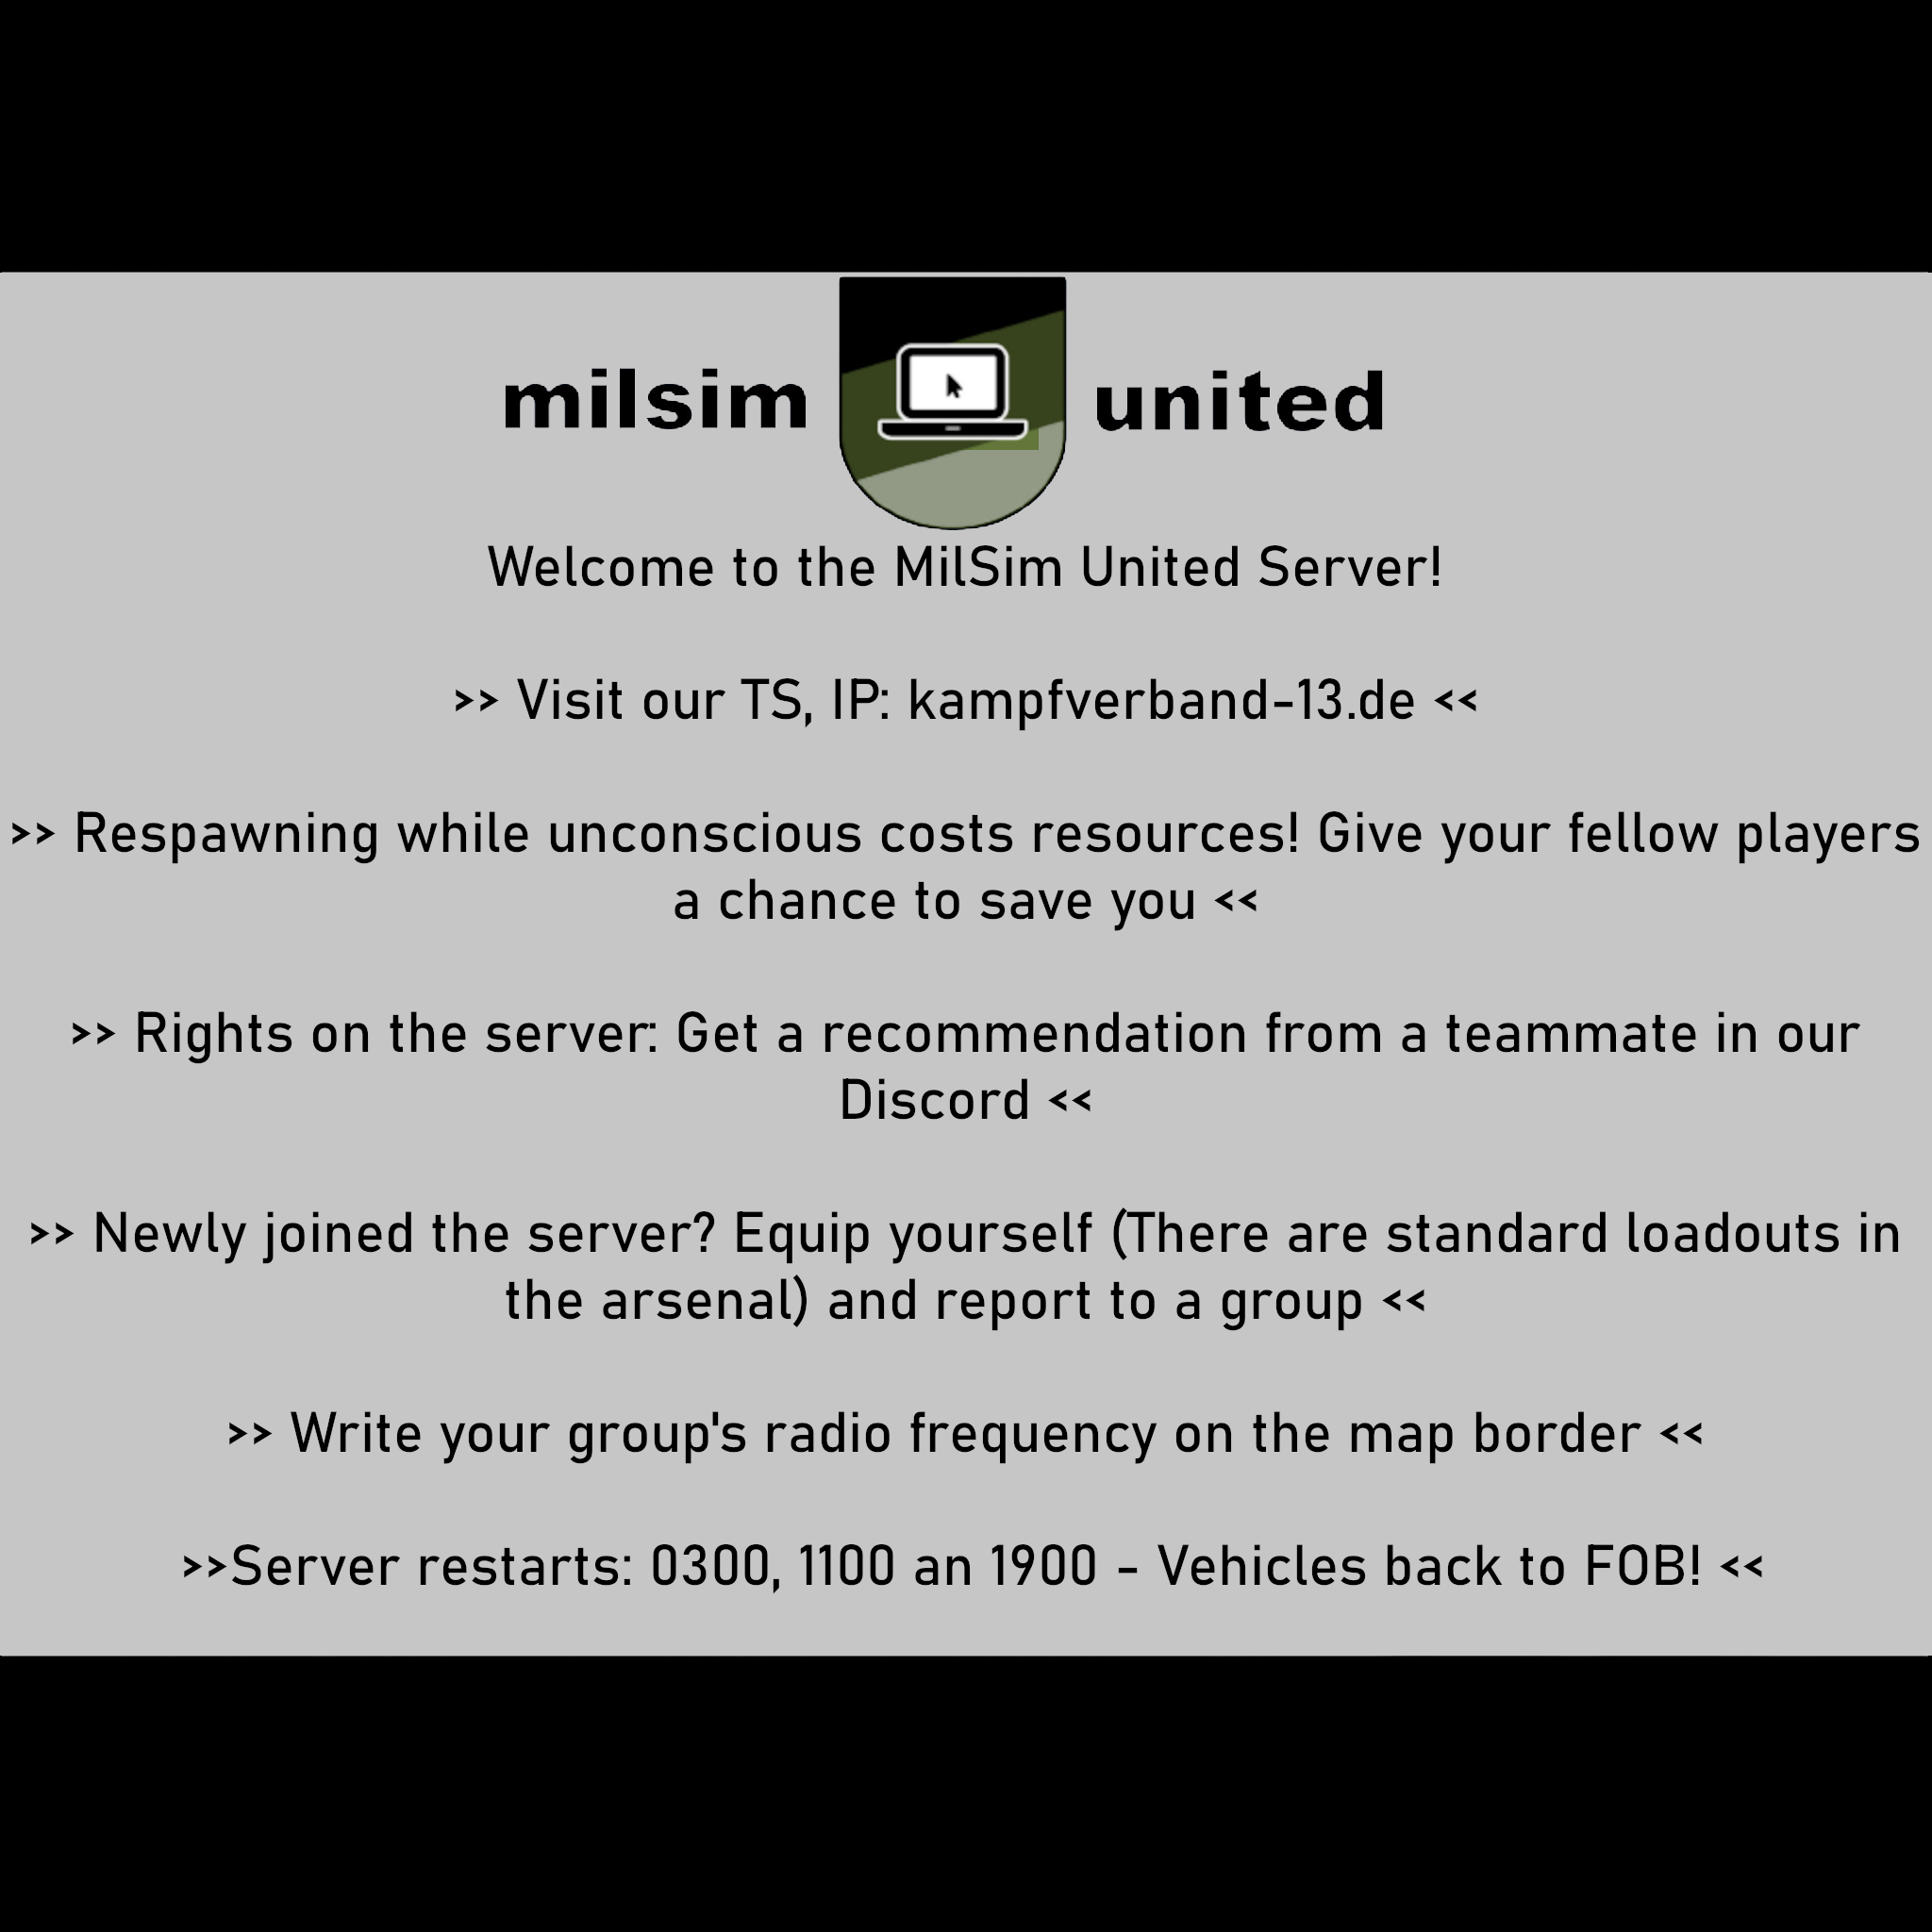 milsim united
Welcome to the MilSim United Server!
>> Visit our TS, IP: kampfverband-13.de <<
>> Respawning while unconscious costs resources! Give your fellow players
a chance to save you <<
>> Rights on the server: Get a recommendation from a teammate in our
Discord <<
>> Newly joined the server? Equip yourself (There are standard loadouts in
the arsenal) and report to a group <<
>> Write your group's radio frequency on the map border <<
>>Server restarts: 0300, 1100 an 1900 - Vehicles back to FOB! <<